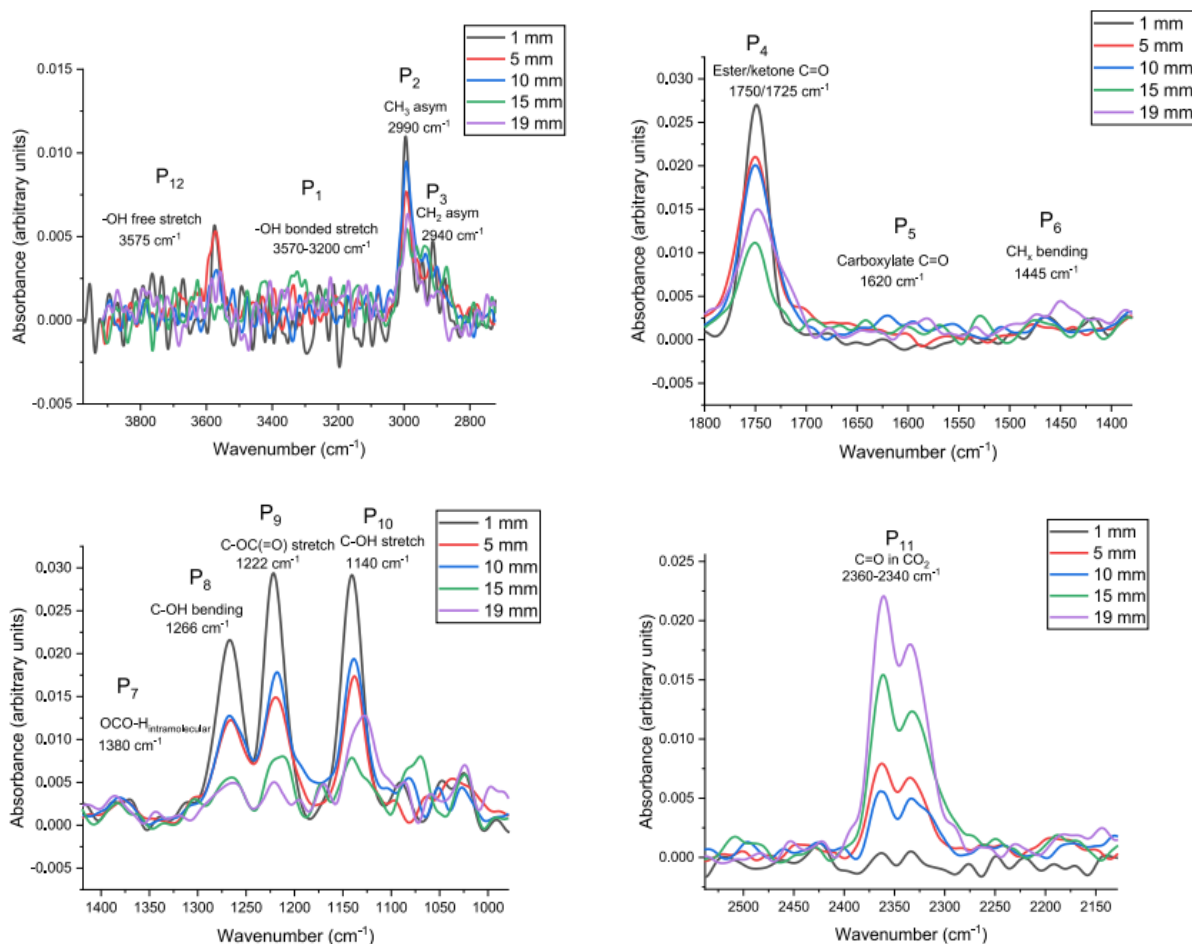 1 mm
5 mm
10 mm
15 mm
19 mm
P₂
CH₃ asym
2990 cm⁻¹
P₁₂
-OH free stretch
3575 cm⁻¹
P₁
-OH bonded stretch
3570-3200 cm⁻¹
P₃
CH₂ asym
2940 cm⁻¹
Absorbance (arbitrary units)
0.015
0.010
0.005
0.000
-0.005
3800 3600 3400 3200 3000 2800
Wavenumber (cm⁻¹)
1 mm
5 mm
10 mm
15 mm
19 mm
P₄
Ester/ketone C=O
1750/1725 cm⁻¹
P₅
Carboxylate C=O
1620 cm⁻¹
P₆
CHₓ bending
1445 cm⁻¹
Absorbance (arbitrary units)
0.030
0.025
0.020
0.015
0.010
0.005
0.000
-0.005
1800 1750 1700 1650 1600 1550 1500 1450 1400
Wavenumber (cm⁻¹)
1 mm
5 mm
10 mm
15 mm
19 mm
P₉
C-OC(=O) stretch
1222 cm⁻¹
P₁₀
C-OH stretch
1140 cm⁻¹
P₈
C-OH bending
1266 cm⁻¹
P₇
OCO-Hintramolecular
1380 cm⁻¹
Absorbance (arbitrary units)
0.030
0.025
0.020
0.015
0.010
0.005
0.000
-0.005
1400 1350 1300 1250 1200 1150 1100 1050 1000
Wavenumber (cm⁻¹)
1 mm
5 mm
10 mm
15 mm
19 mm
P₁₁
C=O in CO₂
2360-2340 cm⁻¹
Absorbance (arbitrary units)
0.025
0.020
0.015
0.010
0.005
0.000
2500 2450 2400 2350 2300 2250 2200 2150
Wavenumber (cm⁻¹)